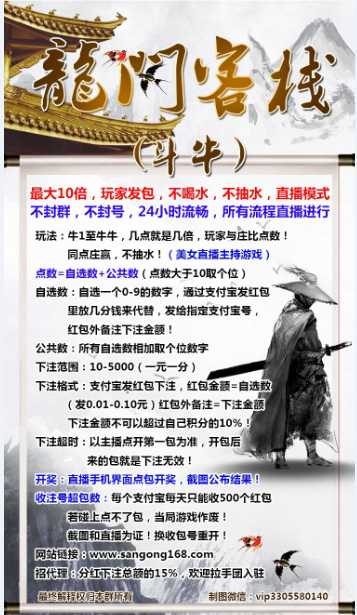 龍門客栈
(斗牛)
最大10倍，玩家发包，不喝水，不抽水，直播模式
不封群，不封号，24小时流畅，所有流程直播进行
玩法：牛1至牛牛，几点就是几倍，玩家与庄比点数！
同点庄赢，不抽水！（美女直播主持游戏）
点数=自选数+公共数（点数大于10取个位）
自选数：自选一个0-9的数字，通过支付宝发红包
里放几分钱来代替，发给指定支付宝号，
红包外备注下注金额！
公共数：所有自选数相加取个位数字
下注范围：10-5000（一元一分）
下注格式：支付宝发红包下注，红包金额=自选数
（发0.01-0.10元）红包外备注=下注金额
下注金额不可以超过自己积分的10%！
下注超时：以主播点开第一包为准，开包后
来的包就是下注无效！
开奖：直播手机界面点包开奖，截图公布结果！
收注号超包数：每个支付宝每天只能收500个红包
若碰上点不了包，当局游戏作废！
截图和直播为证！换收包号重开！
网站链接：www.sangong168.com
招代理：分红下注总额的15%，欢迎拉手团入驻
最终解释权归本群所有
制图微信：vip3305580140